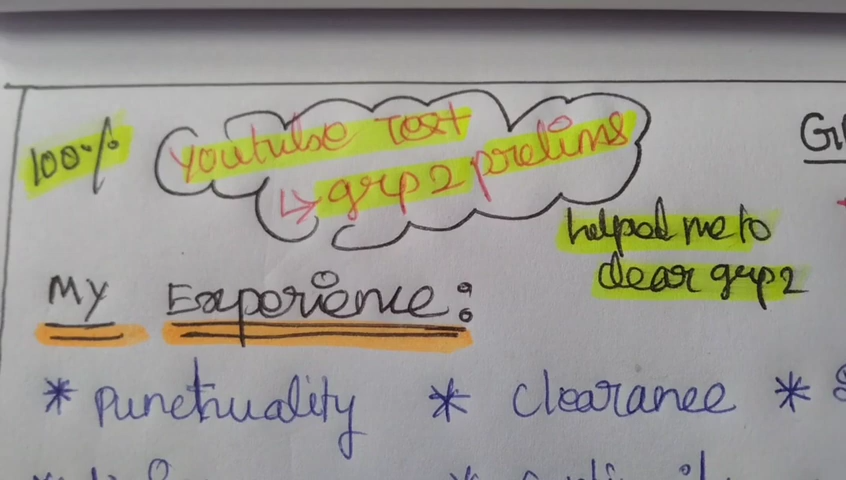 100%
Youtube Test
↳ grp 2 prelims
helped me to
clear grp 2
My Experience:
* punctuality * clearance *